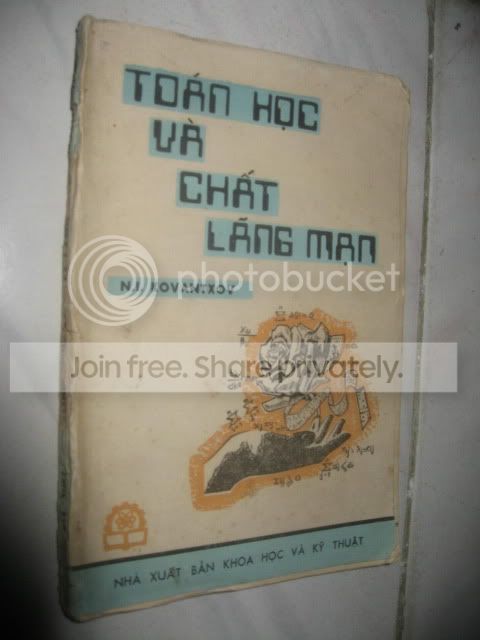 TOÁN HỌC
VÀ
CHẤT
LÃNG MẠN
N.I. KOVANTXOV
photobucket
Join free. Share privately.
NHÀ XUẤT BẢN KHOA HỌC VÀ KỸ THUẬT